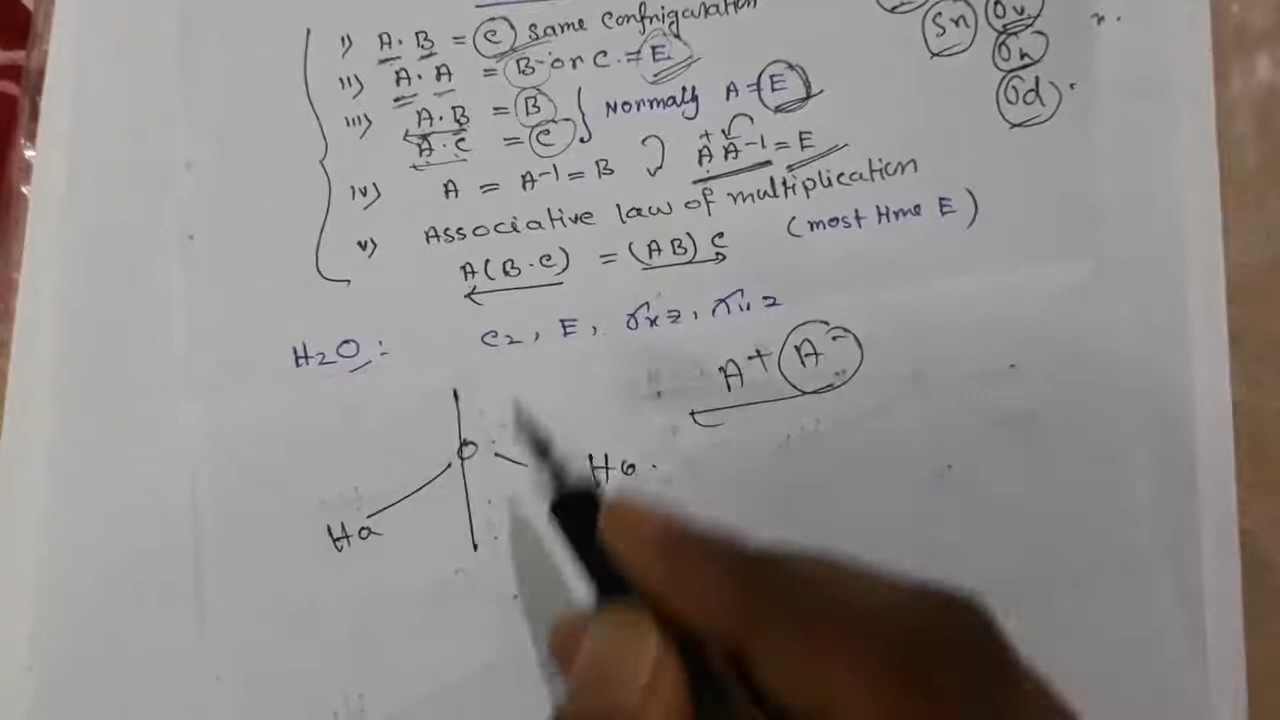 i) A. B = C same confrigaration
Sn σv
ii) A. A = B or C. = E
σh
iii) A.B = B } Normally A = E
σd
A.C = C
iv) A = A-1 = B A A-1 = E
v) Associative law of multiplication
A(B.C) = (AB) C (most time E)
H2O: C2, E, σxz, σyz
A+ A-
O
Ha Hb